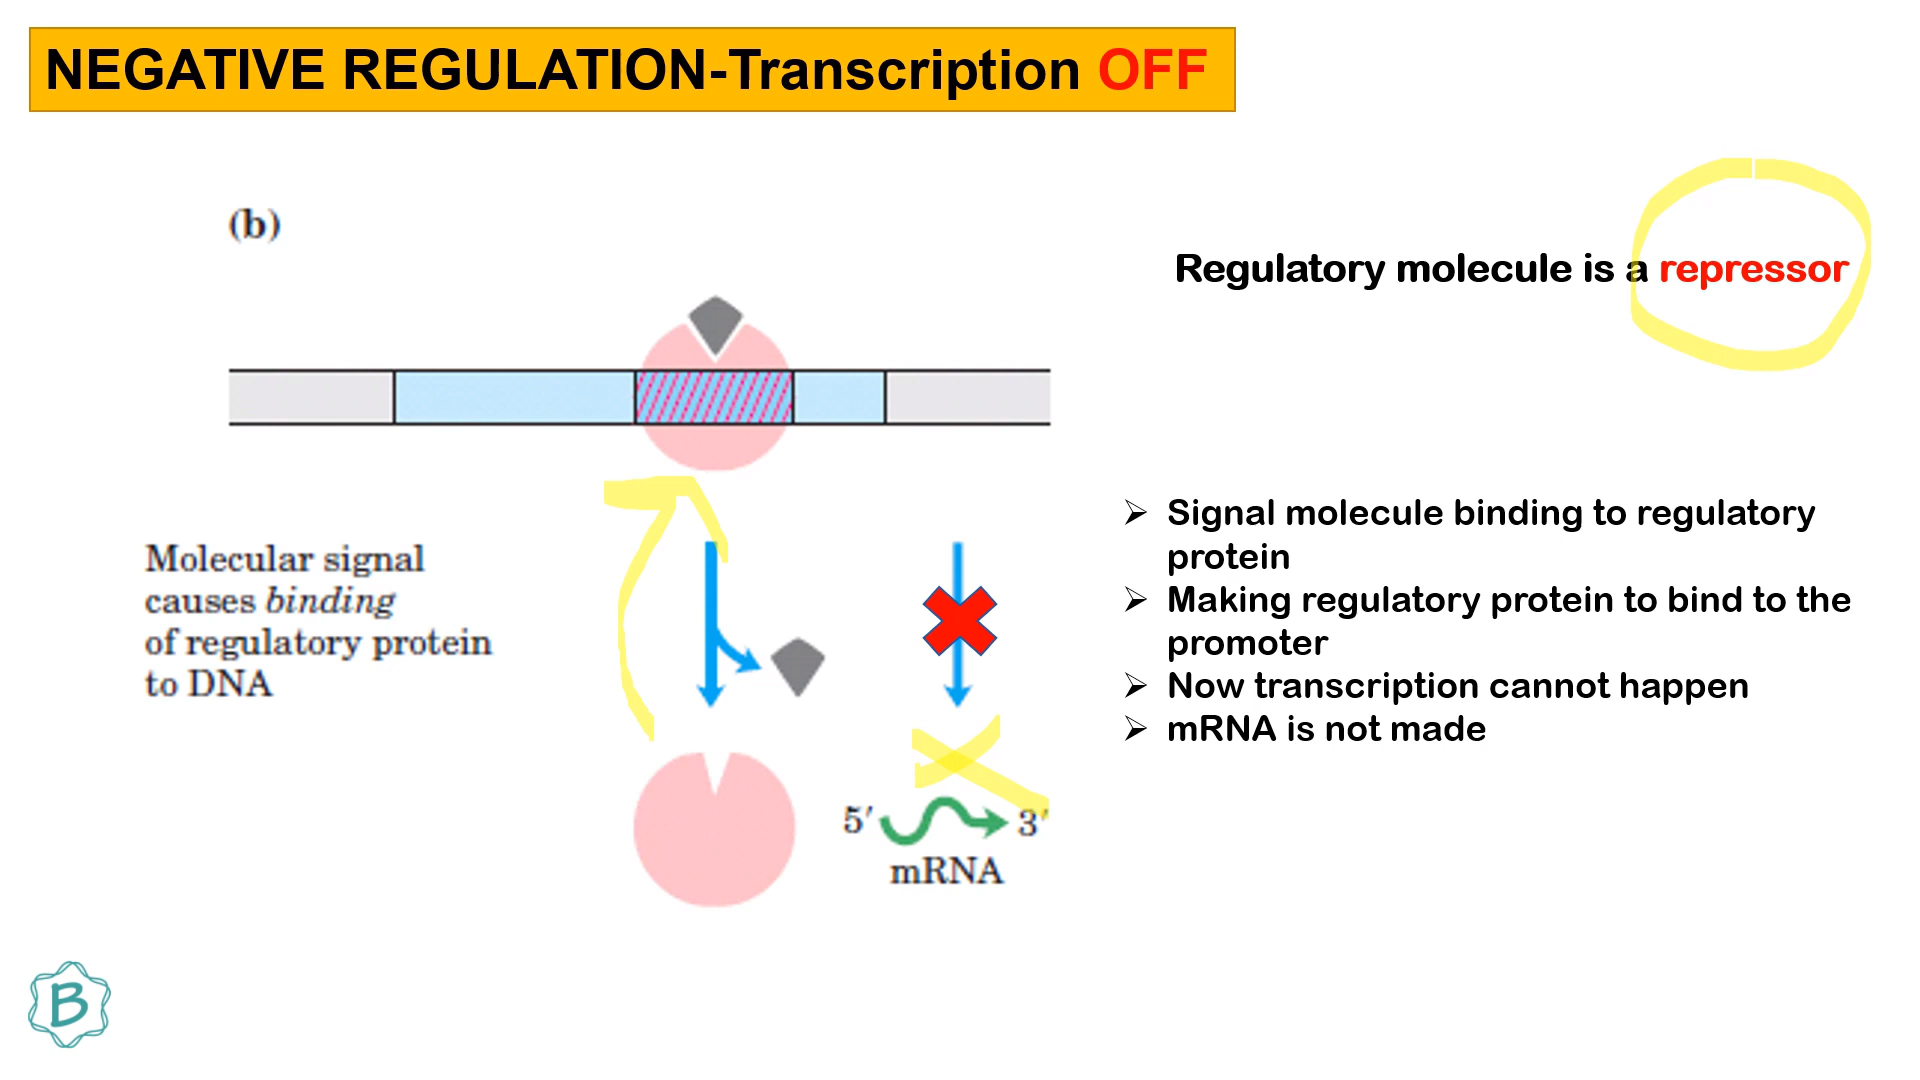 NEGATIVE REGULATION-Transcription OFF
(b)
Regulatory molecule is a repressor
Molecular signal
causes binding
of regulatory protein
to DNA
➢ Signal molecule binding to regulatory
protein
➢ Making regulatory protein to bind to the
promoter
➢ Now transcription cannot happen
➢ mRNA is not made
5′ 3′
mRNA
B